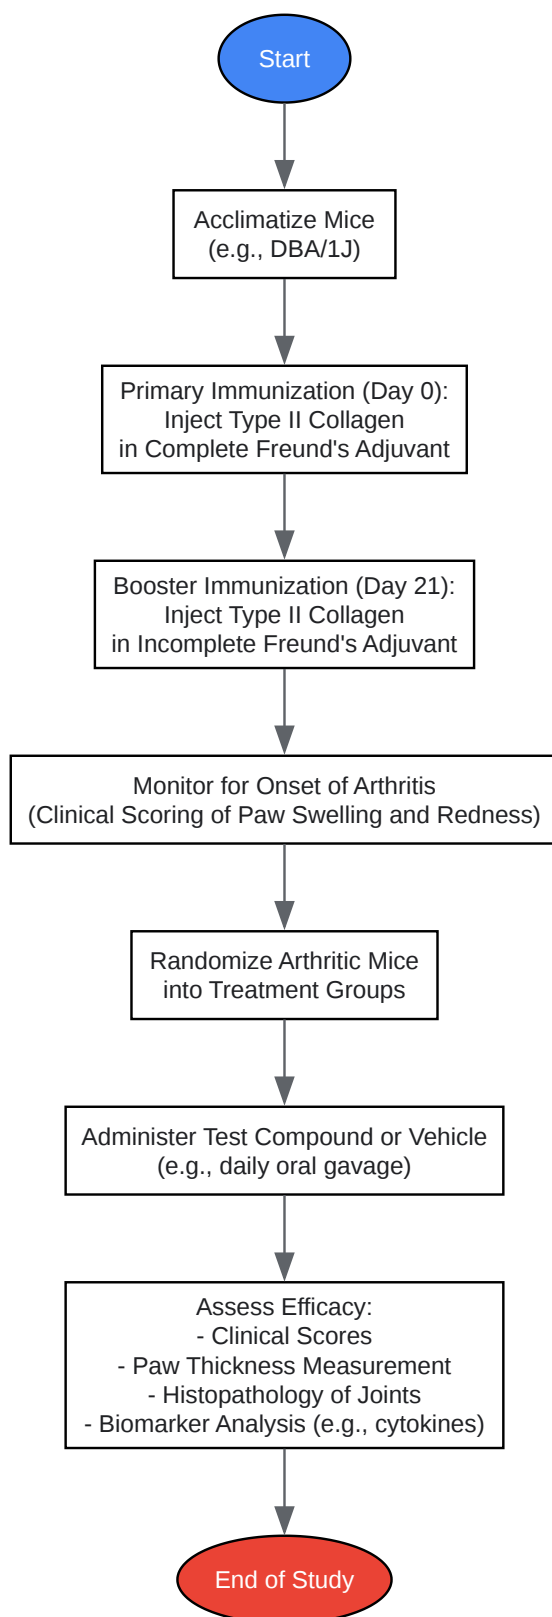 Start
Acclimatize Mice
(e.g., DBA/1J)
Primary Immunization (Day 0):
Inject Type II Collagen
in Complete Freund's Adjuvant
Booster Immunization (Day 21):
Inject Type II Collagen
in Incomplete Freund's Adjuvant
Monitor for Onset of Arthritis
(Clinical Scoring of Paw Swelling and Redness)
Randomize Arthritic Mice
into Treatment Groups
Administer Test Compound or Vehicle
(e.g., daily oral gavage)
Assess Efficacy:
- Clinical Scores
- Paw Thickness Measurement
- Histopathology of Joints
- Biomarker Analysis (e.g., cytokines)
End of Study